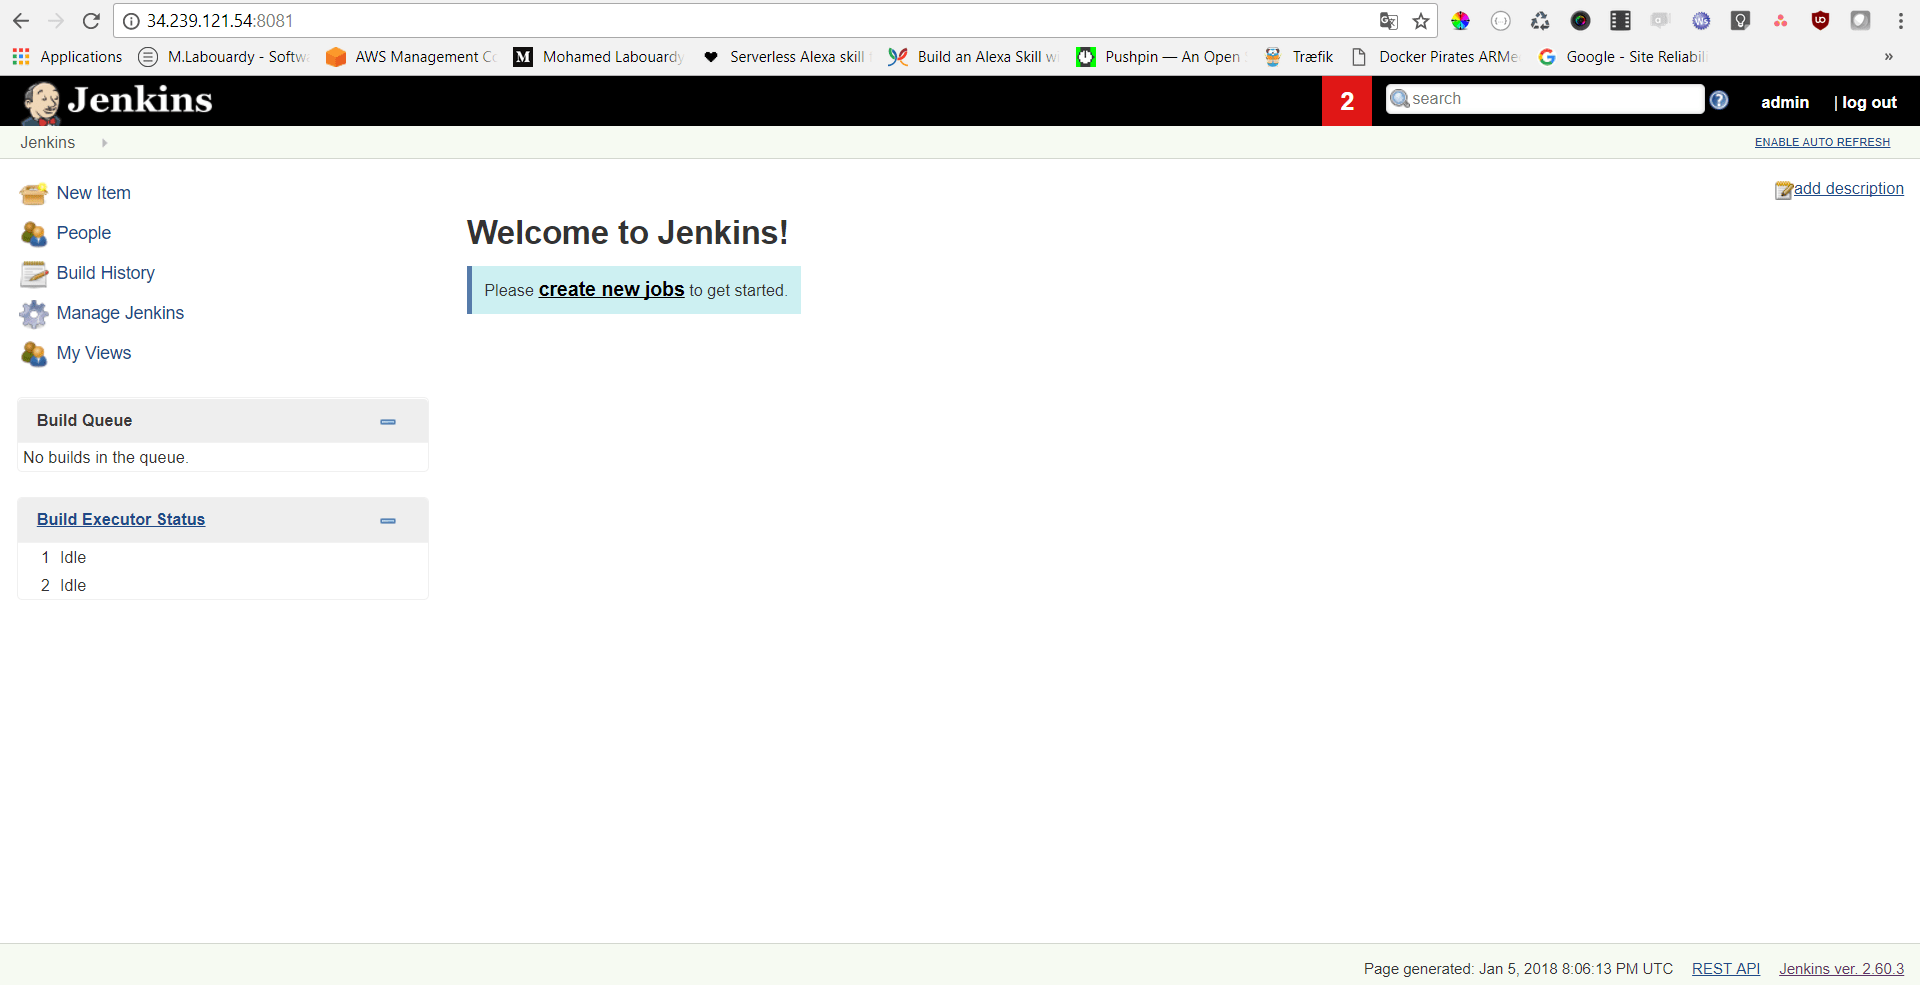 34.239.121.54:8081
Applications M.Labouardy - Softw AWS Management Co Mohamed Labouardy Serverless Alexa skill Build an Alexa Skill wi Pushpin — An Open Træfik Docker Pirates ARMe Google - Site Reliabil »
Jenkins 2 search admin | log out
Jenkins ENABLE AUTO REFRESH
add description
New Item
People
Build History
Manage Jenkins
My Views
Welcome to Jenkins!
Please create new jobs to get started.
Build Queue
No builds in the queue.
Build Executor Status
1 Idle
2 Idle
Page generated: Jan 5, 2018 8:06:13 PM UTC REST API Jenkins ver. 2.60.3